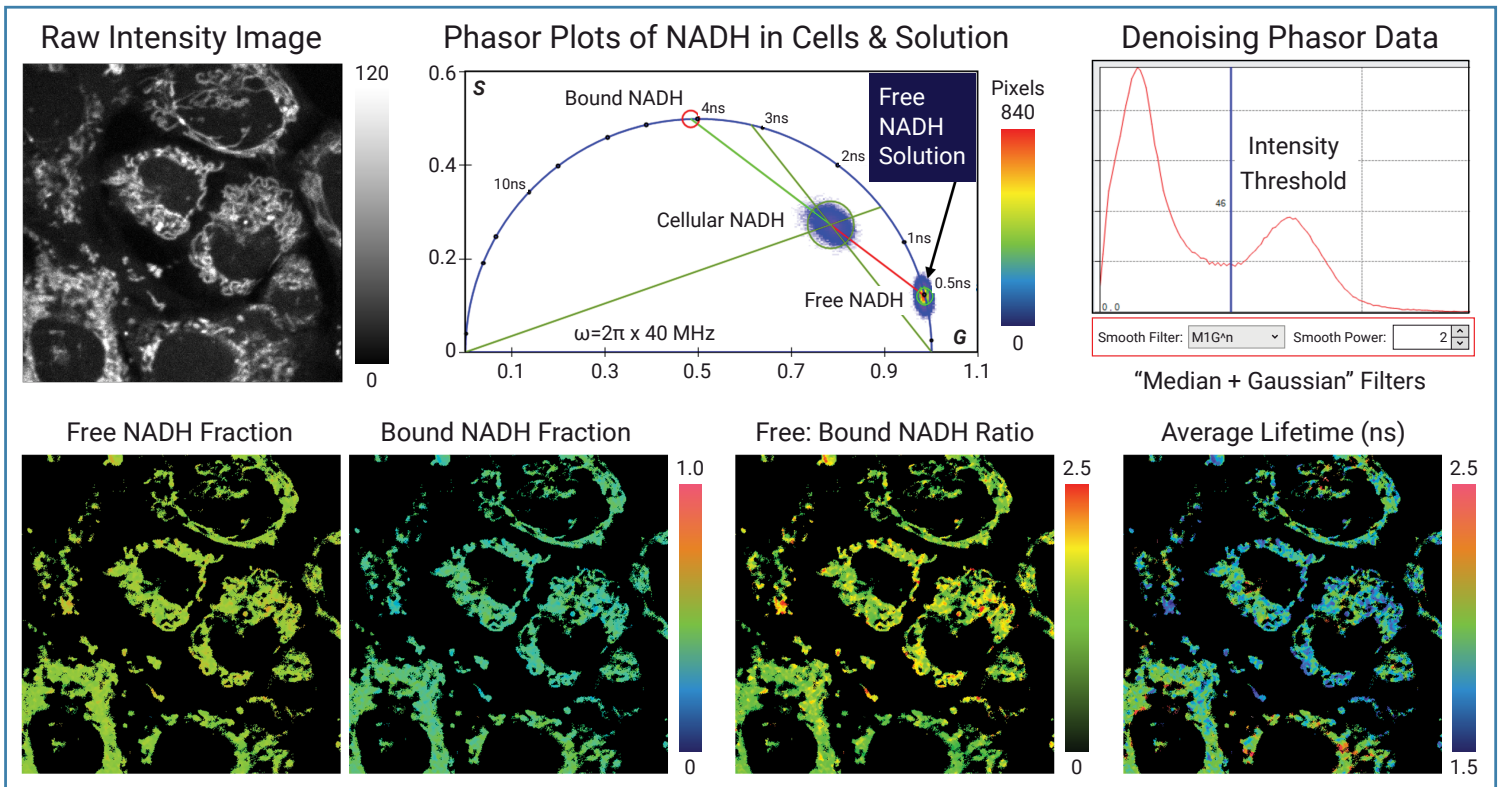 Raw Intensity Image
120
0
Phasor Plots of NADH in Cells & Solution
0.6
0.4
0.2
0
S
Bound NADH
4ns
3ns
2ns
1ns
0.5ns
10ns
Free
NADH
Solution
Cellular NADH
Free NADH
ω=2π x 40 MHz
G
0.1
0.3
0.5
0.7
0.9
1.1
Pixels
840
0
Denoising Phasor Data
Intensity
Threshold
46
0,0
Smooth Filter:
M1G^n
Smooth Power:
2
“Median + Gaussian” Filters
Free NADH Fraction
Bound NADH Fraction
1.0
0
Free: Bound NADH Ratio
2.5
0
Average Lifetime (ns)
2.5
1.5